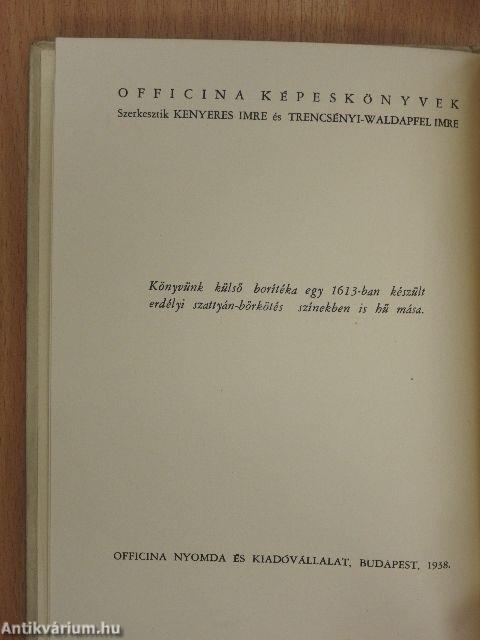 OFFICINA KÉPESKÖNYVEK
Szerkesztik KENYERES IMRE és TRENCSÉNYI-WALDAPFEL IMRE
Könyvünk külső borítéka egy 1613-ban készült
erdélyi szattyán-bőrkötés színekben is hű mása.
OFFICINA NYOMDA ÉS KIADÓVÁLLALAT, BUDAPEST, 1938.
Antikvárium.hu